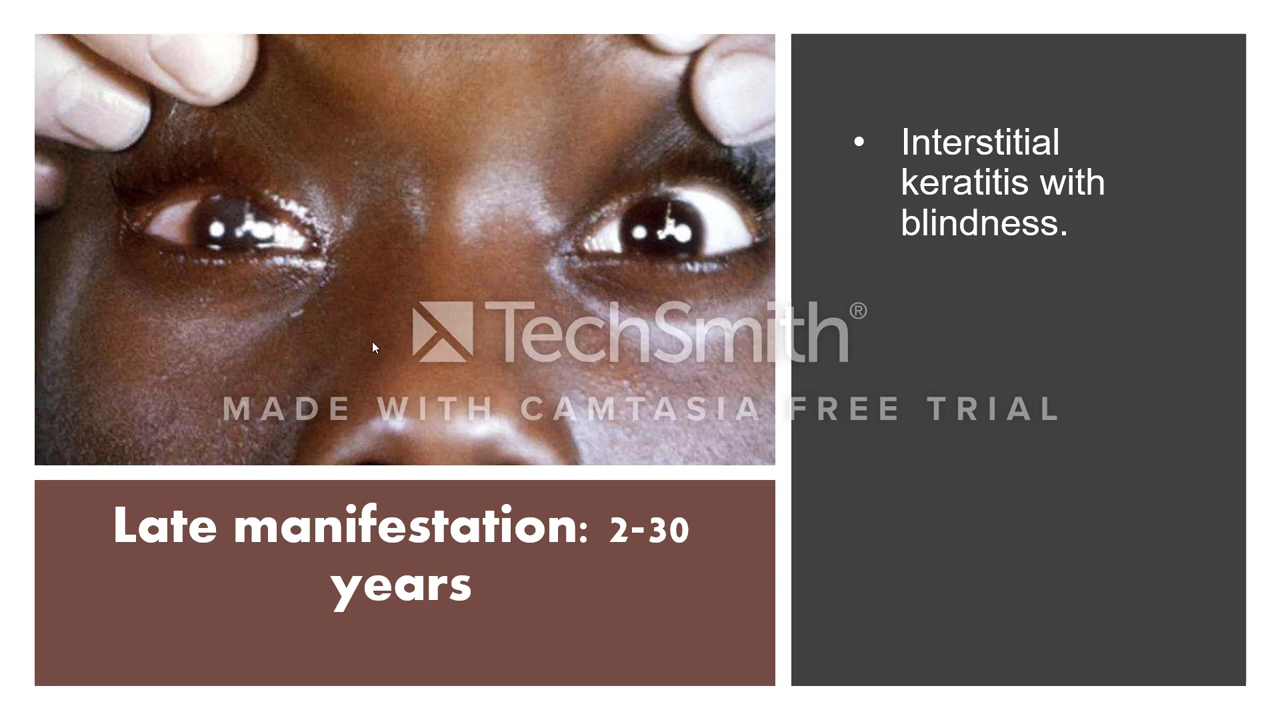 • Interstitial
keratitis with
blindness.
TechSmith®
MADE WITH CAMTASIA FREE TRIAL
Late manifestation: 2-30
years